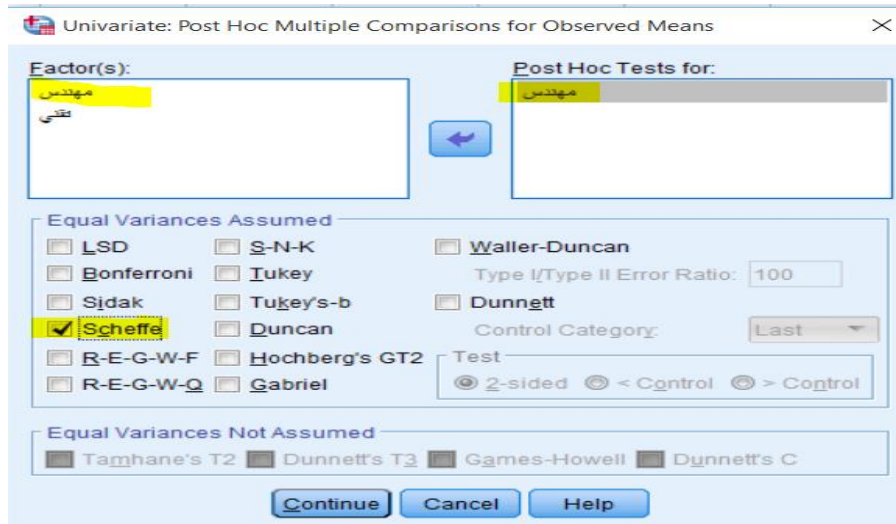 Univariate: Post Hoc Multiple Comparisons for Observed Means
Factor(s):
مهندس
تقني
Post Hoc Tests for:
مهندس
Equal Variances Assumed
LSD S-N-K Waller-Duncan
Bonferroni Tukey Type I/Type II Error Ratio: 100
Sidak Tukey's-b Dunnett
Scheffe Duncan Control Category: Last
R-E-G-W-F Hochberg's GT2 Test
R-E-G-W-Q Gabriel 2-sided < Control > Control
Equal Variances Not Assumed
Tamhane's T2 Dunnett's T3 Games-Howell Dunnett's C
Continue Cancel Help